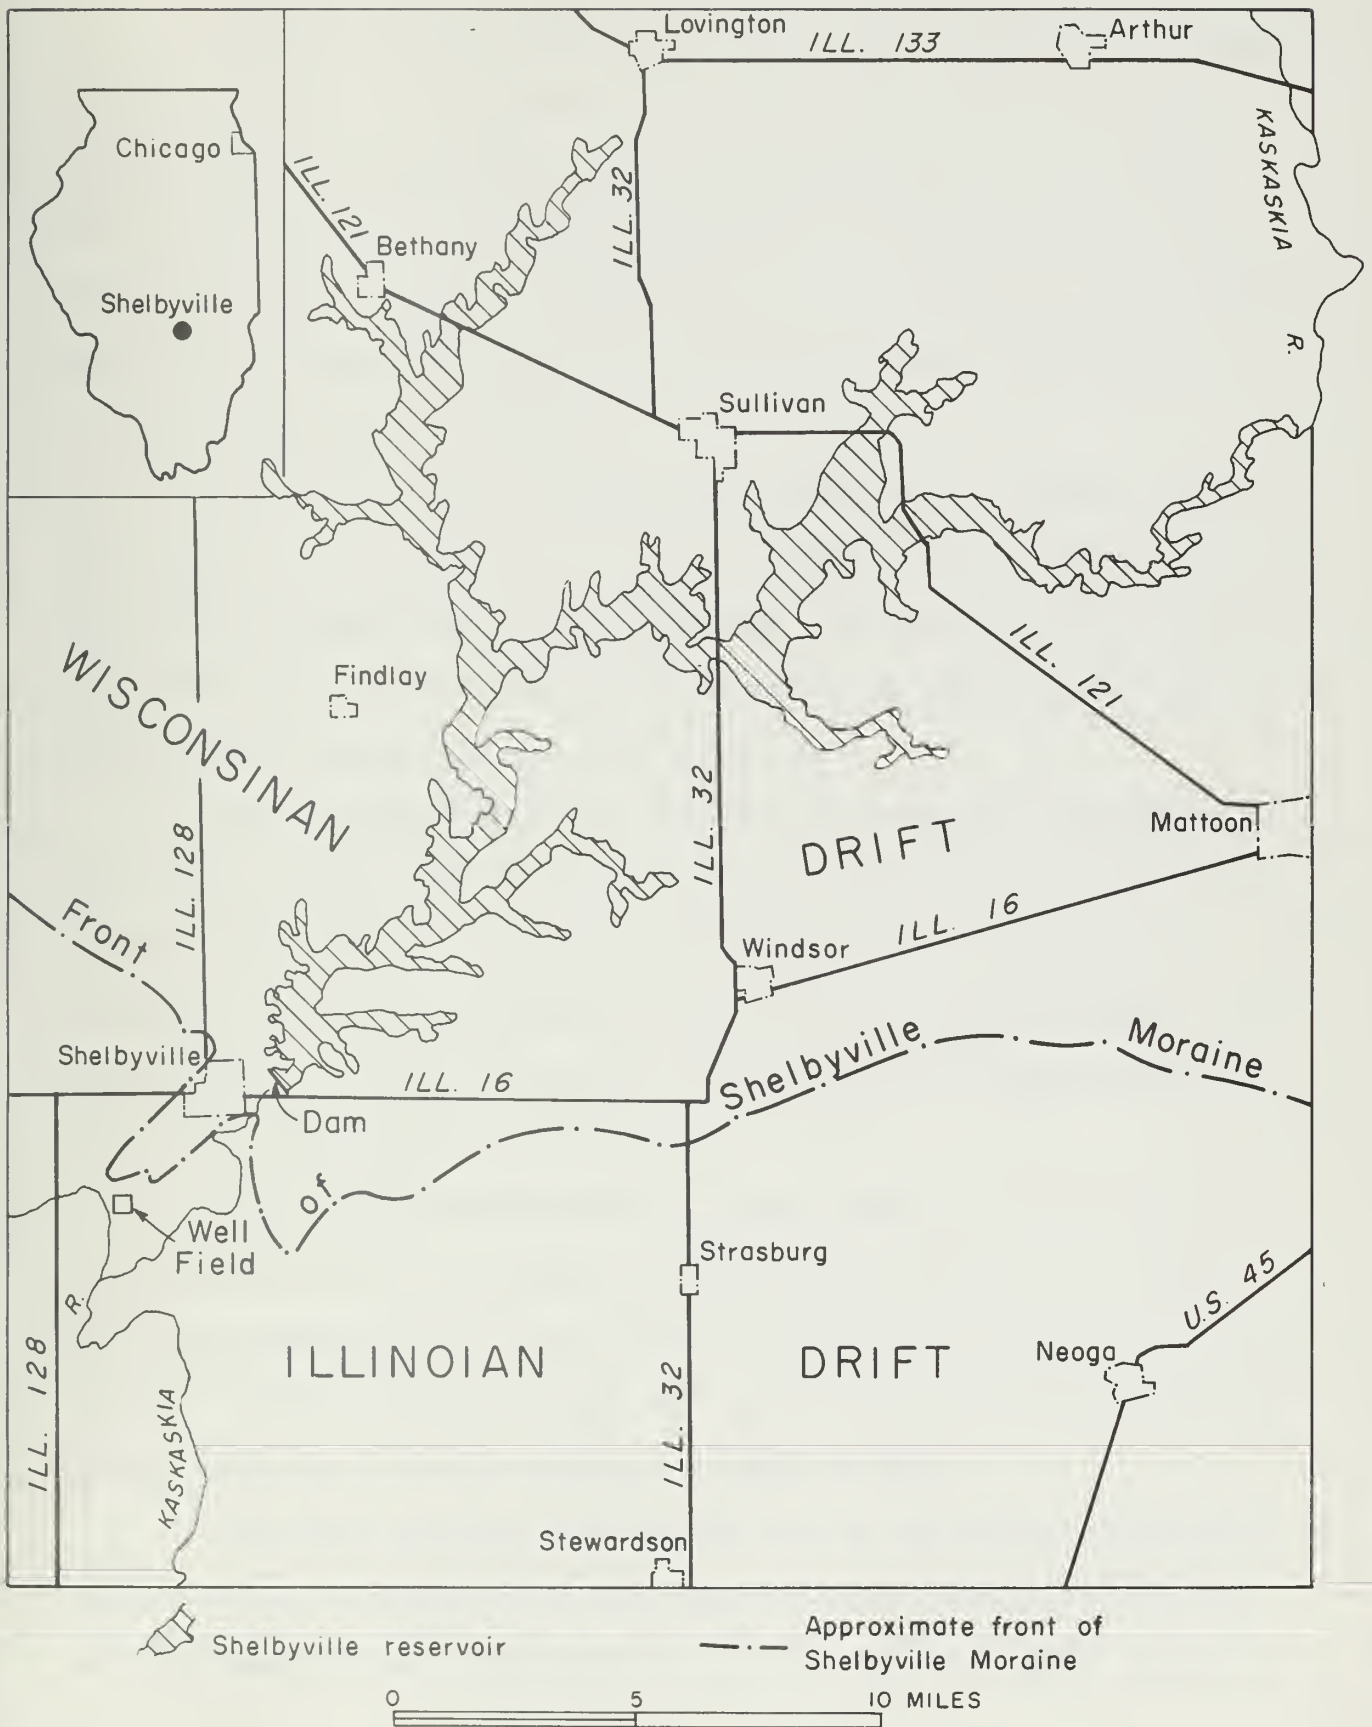 Lovington
ILL. 133
Arthur
KASKASKIA
R.
Chicago
Shelbyville
ILL. 121
Bethany
ILL. 32
Sullivan
WISCONSINAN
Findlay
ILL. 121
ILL. 128
ILL. 32
DRIFT
Mattoon
Front
ILL. 16
Windsor
Shelbyville
Shelbyville
Moraine
ILL. 16
Dam
of
Well
Field
Strasburg
U.S. 45
R.
ILL. 128
ILLINOIAN
DRIFT
Neoga
KASKASKIA
ILL. 32
Stewardson
Shelbyville reservoir
Approximate front of
Shelbyville Moraine
0 5 10 MILES